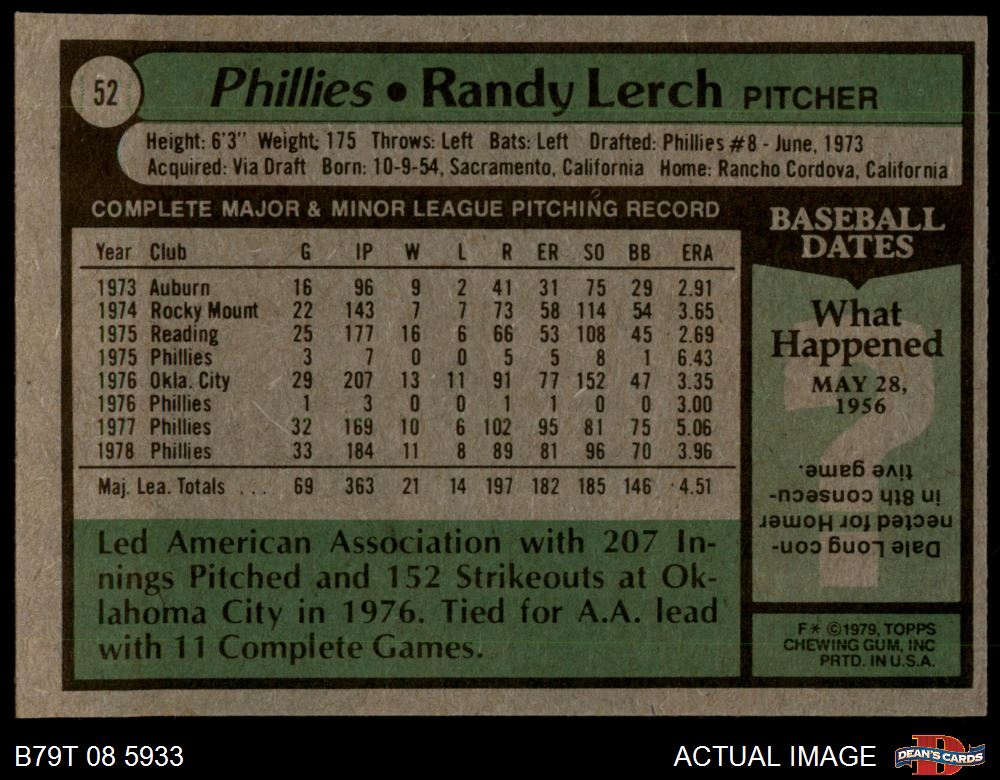 52
Phillies • Randy Lerch PITCHER
Height: 6'3" Weight: 175 Throws: Left Bats: Left Drafted: Phillies #8 - June, 1973
Acquired: Via Draft Born: 10-9-54, Sacramento, California Home: Rancho Cordova, California
COMPLETE MAJOR & MINOR LEAGUE PITCHING RECORD
Year Club G IP W L R ER SO BB ERA
1973 Auburn 16 96 9 2 41 31 75 29 2.91
1974 Rocky Mount 22 143 7 7 73 58 114 54 3.65
1975 Reading 25 177 16 6 66 53 108 45 2.69
1975 Phillies 3 7 0 0 5 5 8 1 6.43
1976 Okla. City 29 207 13 11 91 77 152 47 3.35
1976 Phillies 1 3 0 0 1 1 0 0 3.00
1977 Phillies 32 169 10 6 102 95 81 75 5.06
1978 Phillies 33 184 11 8 89 81 96 70 3.96
Maj. Lea. Totals ... 69 363 21 14 197 182 185 146 4.51
Led American Association with 207 In-
nings Pitched and 152 Strikeouts at Ok-
lahoma City in 1976. Tied for A.A. lead
with 11 Complete Games.
BASEBALL
DATES
What
Happened
MAY 28,
1956
?
Dale Long con-
nected for Homer
in 8th consecu-
tive game.
F* ©1979, TOPPS
CHEWING GUM, INC
PRTD. IN U.S.A.
B79T 08 5933
ACTUAL IMAGE
D
DEAN'S CARDS